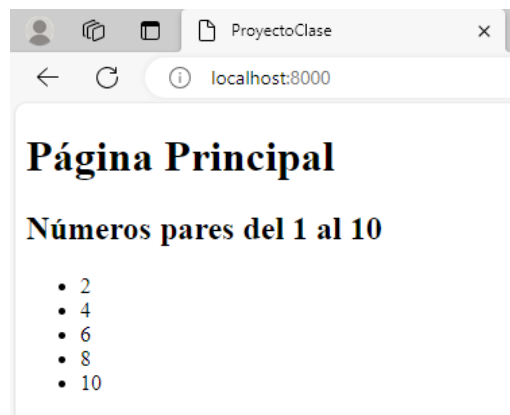 ProyectoClase
localhost:8000
Página Principal
Números pares del 1 al 10
2
4
6
8
10